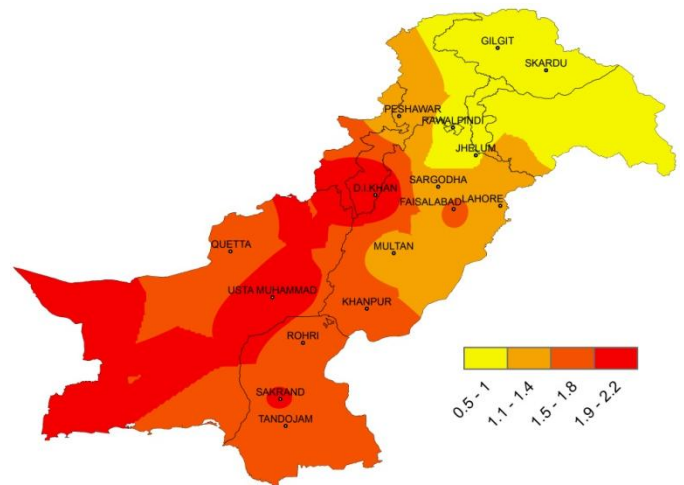 GILGIT
SKARDU
PESHAWAR
RAWALPINDI
JHELUM
SARGODHA
D.I.KHAN
FAISALABAD
LAHORE
QUETTA
MULTAN
USTA MUHAMMAD
KHANPUR
ROHRI
SAKRAND
TANDOJAM
0.5 - 1
1.1 - 1.4
1.5 - 1.8
1.9 - 2.2